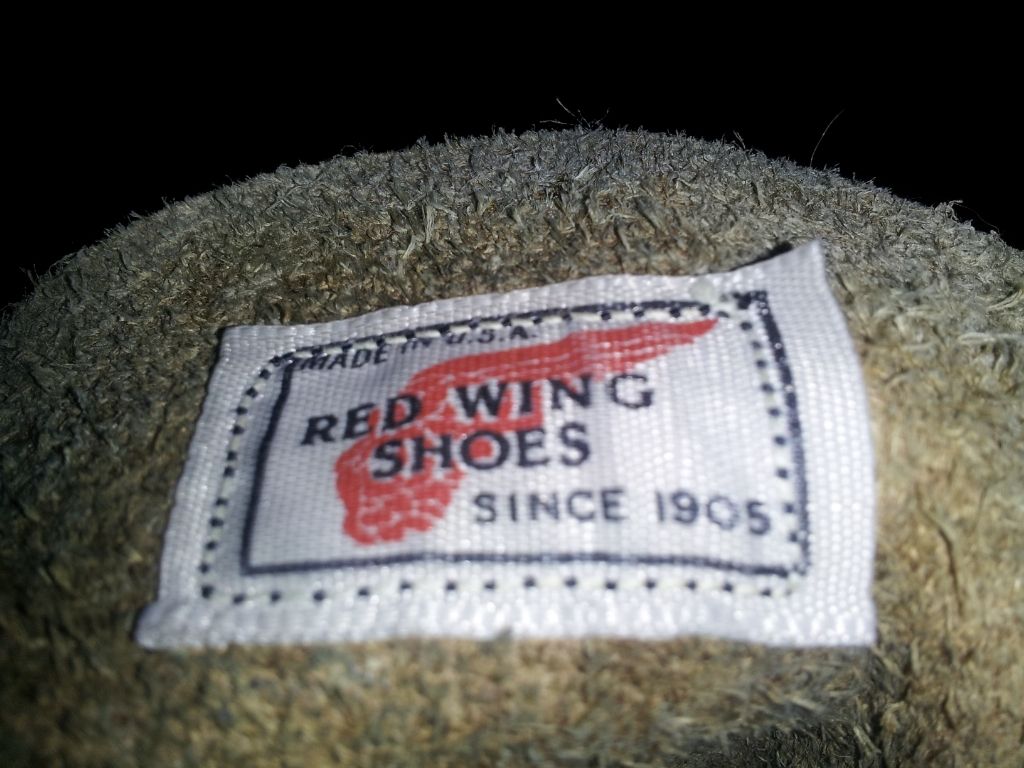 MADE IN U.S.A.
RED WING
SHOES
SINCE 1905